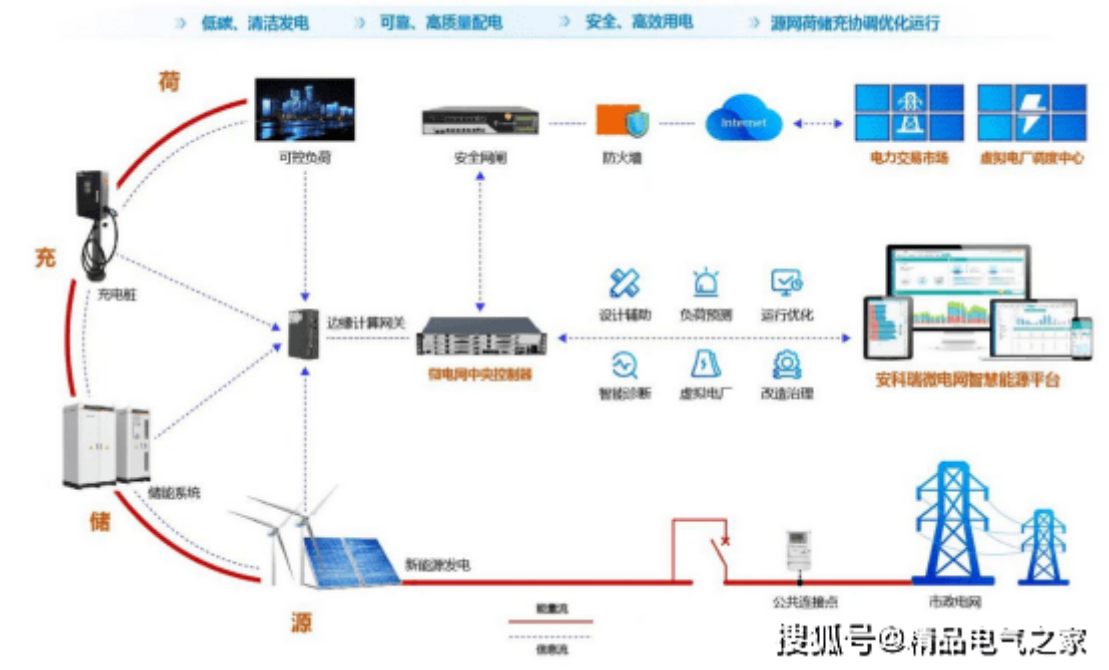 低碳、清洁发电
可靠、高质量配电
安全、高效用电
源网荷储充协调优化运行
荷
可控负荷
安全网闸
防火墙
Internet
电力交易市场
虚拟电厂调度中心
充
充电桩
边缘计算网关
微电网中央控制器
设计辅助
负荷预测
运行优化
智能诊断
虚拟电厂
改造治理
安科瑞微电网智慧能源平台
储能系统
储
新能源发电
源
能量流
信息流
公共连接点
市政电网
搜狐号@精品电气之家